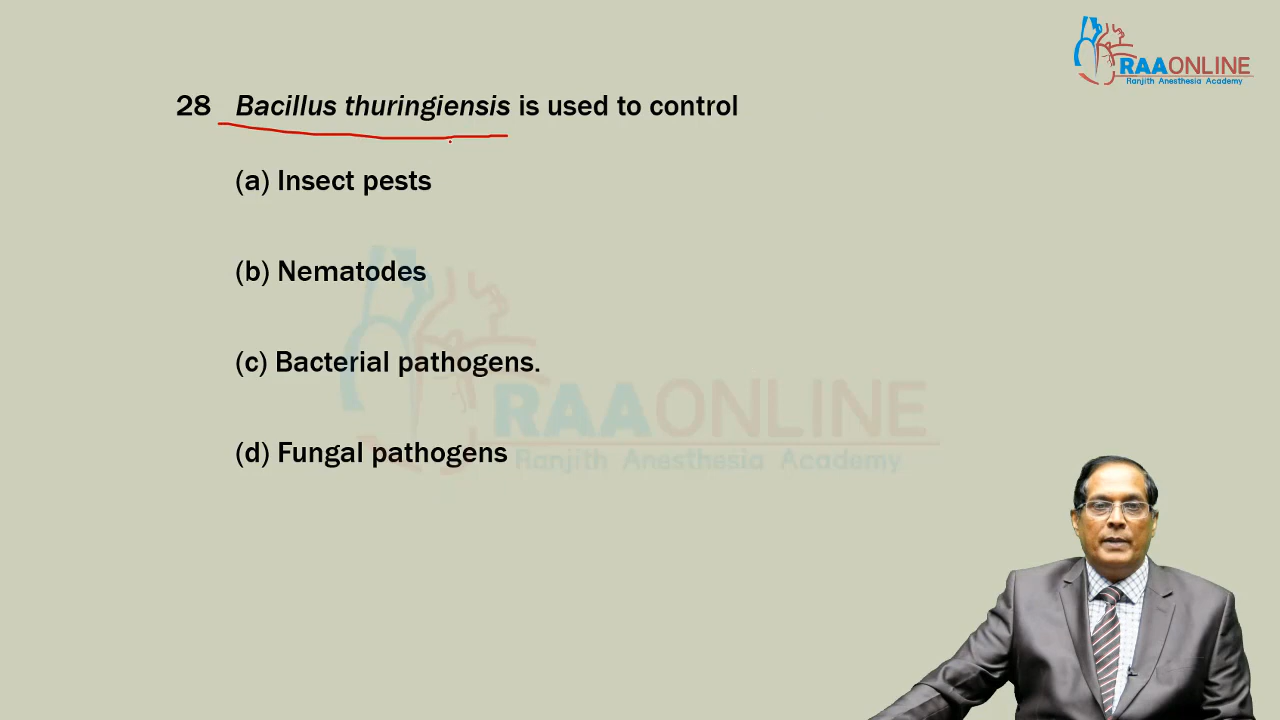 RAAONLINE
Ranjith Anesthesia Academy
28 Bacillus thuringiensis is used to control
(a) Insect pests
(b) Nematodes
(c) Bacterial pathogens.
RAAONLINE
(d) Fungal pathogens
Ranjith Anesthesia Academy